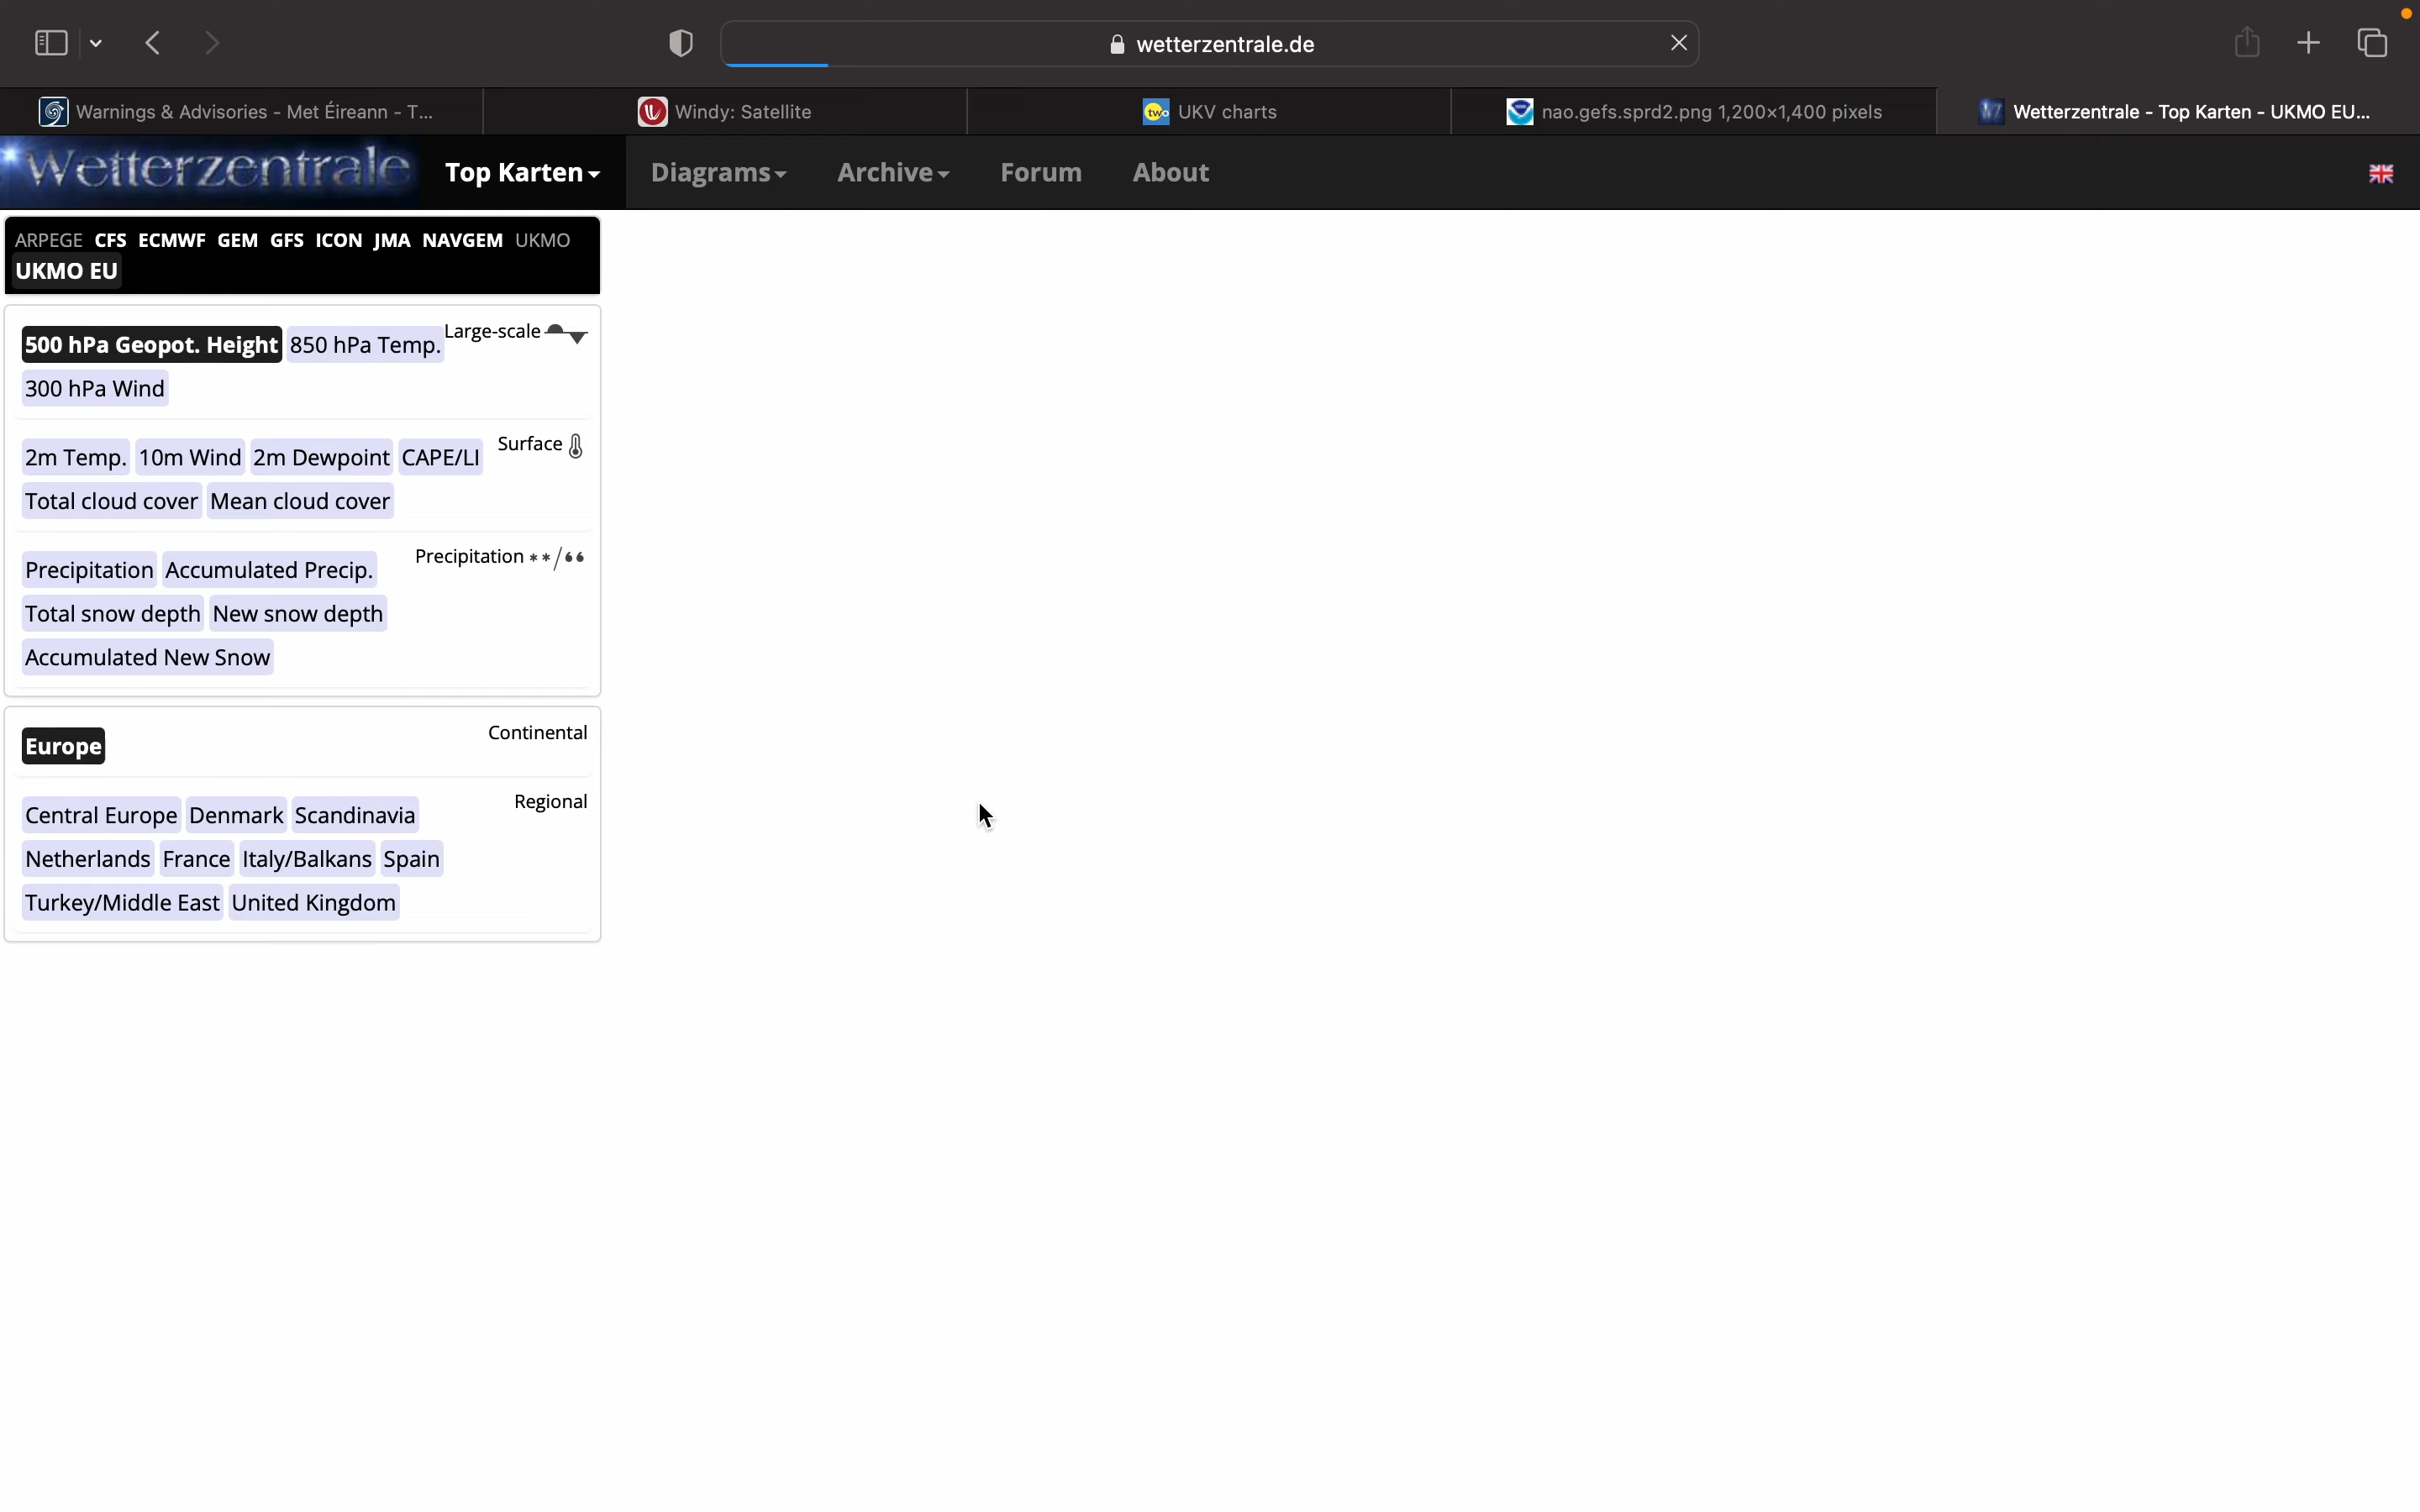 wetterzentrale.de
Warnings & Advisories - Met Éireann - T...
Windy: Satellite
two UKV charts
nao.gefs.sprd2.png 1,200×1,400 pixels
WZ Wetterzentrale - Top Karten - UKMO EU...
Wetterzentrale Top Karten Diagrams Archive Forum About
ARPEGE CFS ECMWF GEM GFS ICON JMA NAVGEM UKMO
UKMO EU
Large-scale
500 hPa Geopot. Height 850 hPa Temp.
300 hPa Wind
Surface
2m Temp. 10m Wind 2m Dewpoint CAPE/LI
Total cloud cover Mean cloud cover
Precipitation **/
Precipitation Accumulated Precip.
Total snow depth New snow depth
Accumulated New Snow
Continental
Europe
Regional
Central Europe Denmark Scandinavia
Netherlands France Italy/Balkans Spain
Turkey/Middle East United Kingdom